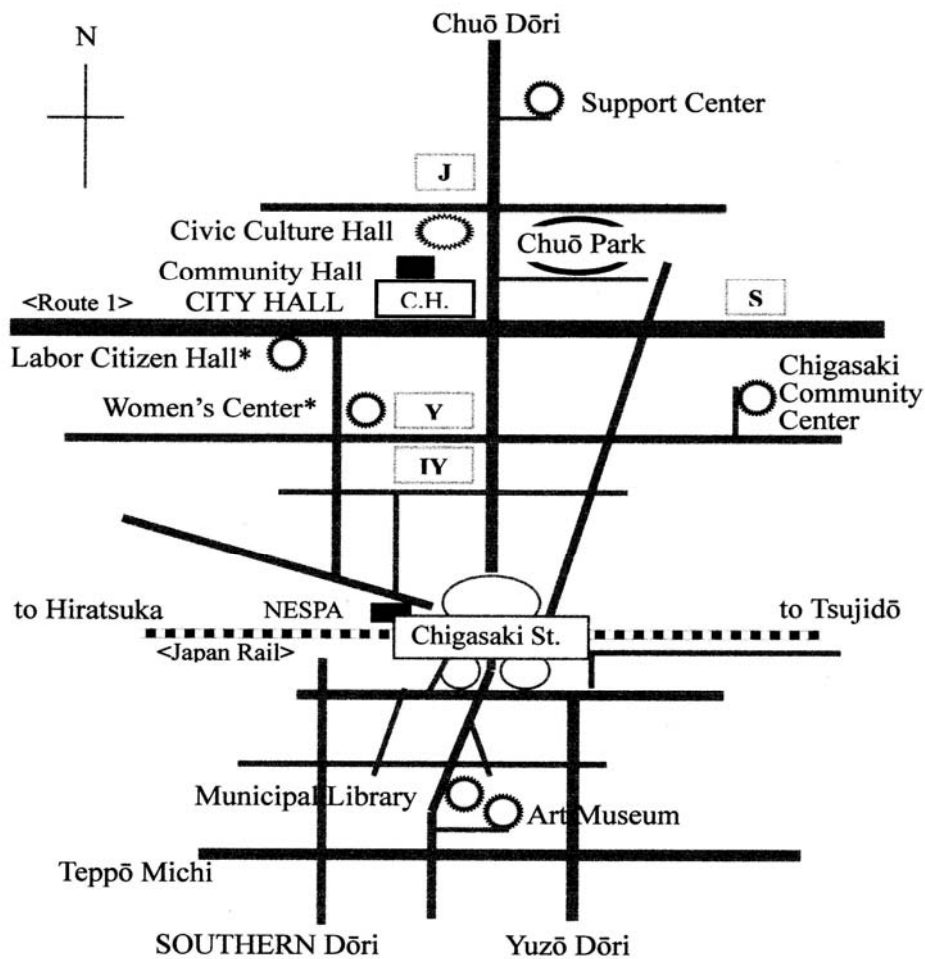 Chuō Dōri
N
Support Center
J
Civic Culture Hall
Chuō Park
Community Hall
<Route 1>
CITY HALL
C.H.
S
Labor Citizen Hall*
Chigasaki
Community
Center
Women's Center*
Y
IY
to Hiratsuka
NESPA
to Tsujidō
Chigasaki St.
<Japan Rail>
Municipal Library
Art Museum
Teppō Michi
SOUTHERN Dōri
Yuzō Dōri